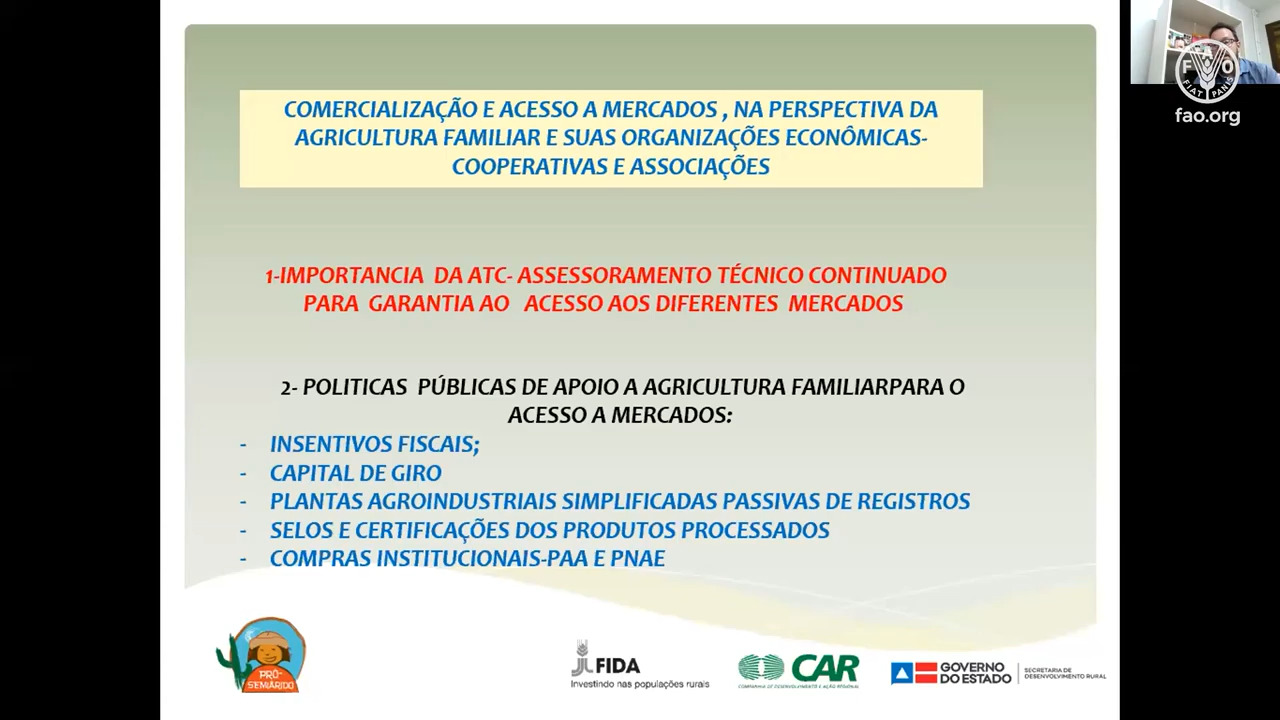 COMERCIALIZAÇÃO E ACESSO A MERCADOS , NA PERSPECTIVA DA
AGRICULTURA FAMILIAR E SUAS ORGANIZAÇÕES ECONÔMICAS-
COOPERATIVAS E ASSOCIAÇÕES
1-IMPORTANCIA DA ATC- ASSESSORAMENTO TÉCNICO CONTINUADO
PARA GARANTIA AO ACESSO AOS DIFERENTES MERCADOS
2- POLITICAS PÚBLICAS DE APOIO A AGRICULTURA FAMILIARPARA O
ACESSO A MERCADOS:
- INSENTIVOS FISCAIS;
- CAPITAL DE GIRO
- PLANTAS AGROINDUSTRIAIS SIMPLIFICADAS PASSIVAS DE REGISTROS
- SELOS E CERTIFICAÇÕES DOS PRODUTOS PROCESSADOS
- COMPRAS INSTITUCIONAIS-PAA E PNAE
PRÓ-
SEMIÁRIDO
FIDA
Investindo nas populações rurais
CAR
COMPANHIA DE DESENVOLVIMENTO E AÇÃO REGIONAL
GOVERNO
DO ESTADO
SECRETARIA DE
DESENVOLVIMENTO RURAL
FAO
FIAT PANIS
fao.org